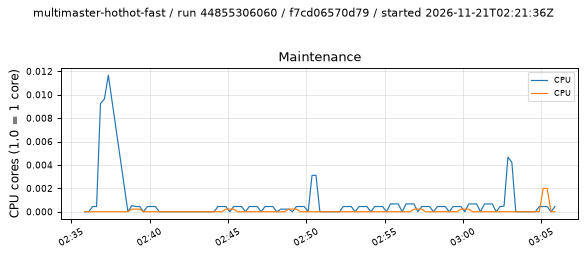 multimaster-hothot-fast / run 44855306060 / f7cd06570d79 / started 2026-11-21T02:21:36Z
Maintenance
CPU cores (1.0 = 1 core)
0.012
0.010
0.008
0.006
0.004
0.002
0.000
CPU
CPU
02:35
02:40
02:45
02:50
02:55
03:00
03:05